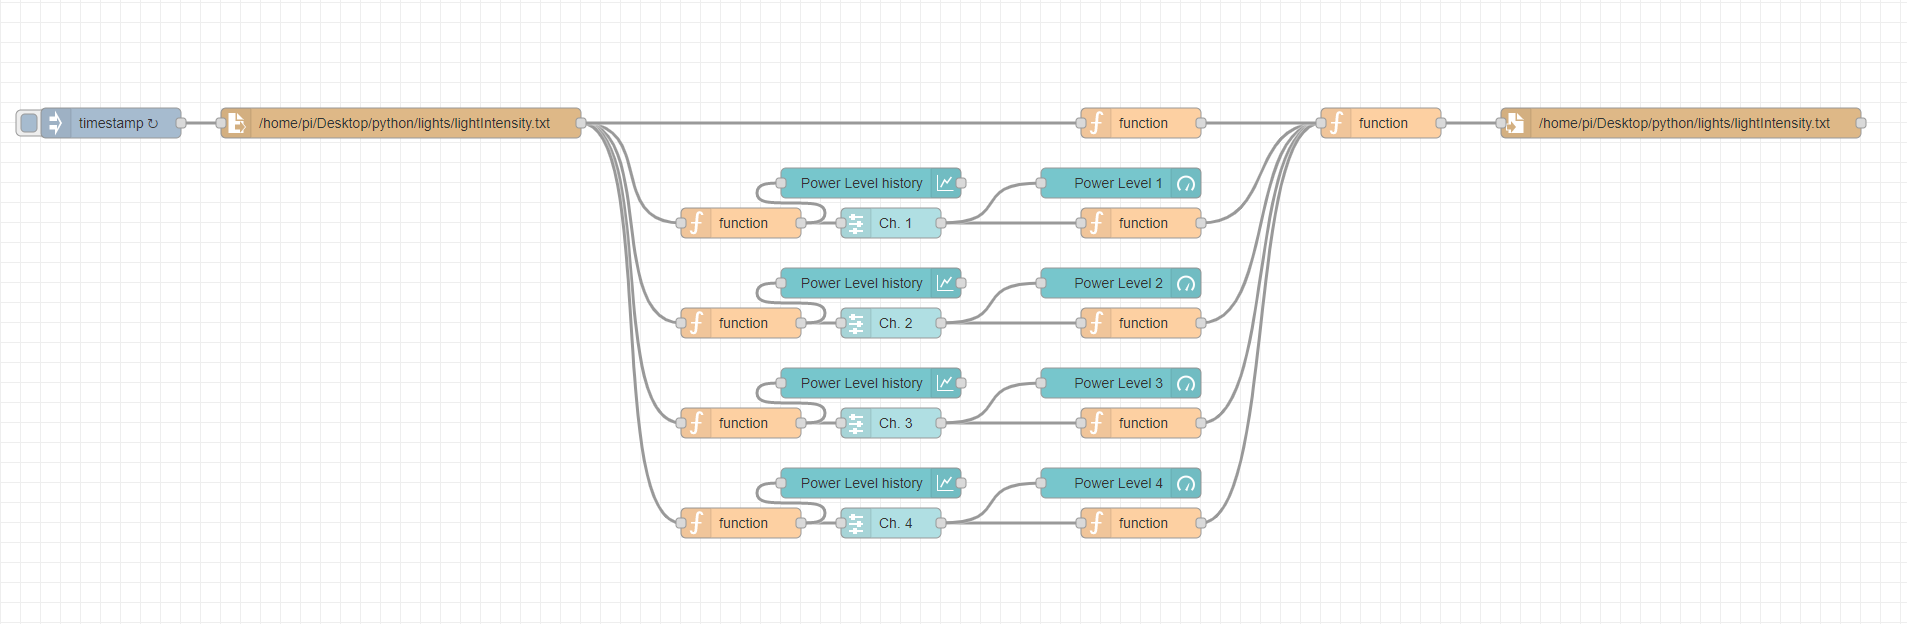 timestamp ↻
/home/pi/Desktop/python/lights/lightIntensity.txt
function
function
/home/pi/Desktop/python/lights/lightIntensity.txt
Power Level history
Power Level 1
function
Ch. 1
function
Power Level history
Power Level 2
function
Ch. 2
function
Power Level history
Power Level 3
function
Ch. 3
function
Power Level history
Power Level 4
function
Ch. 4
function